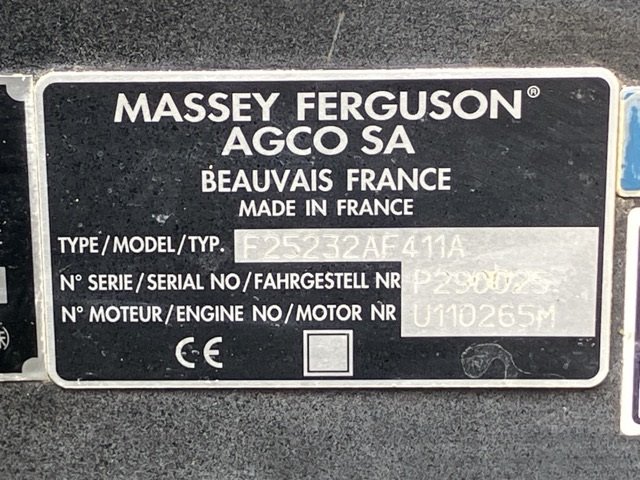 MASSEY FERGUSON®
AGCO SA
BEAUVAIS FRANCE
MADE IN FRANCE
TYPE/MODEL/TYP. F25232AF411A
N° SERIE/SERIAL NO/FAHRGESTELL NR P290025
N° MOTEUR/ENGINE NO/MOTOR NR U110265M
CE